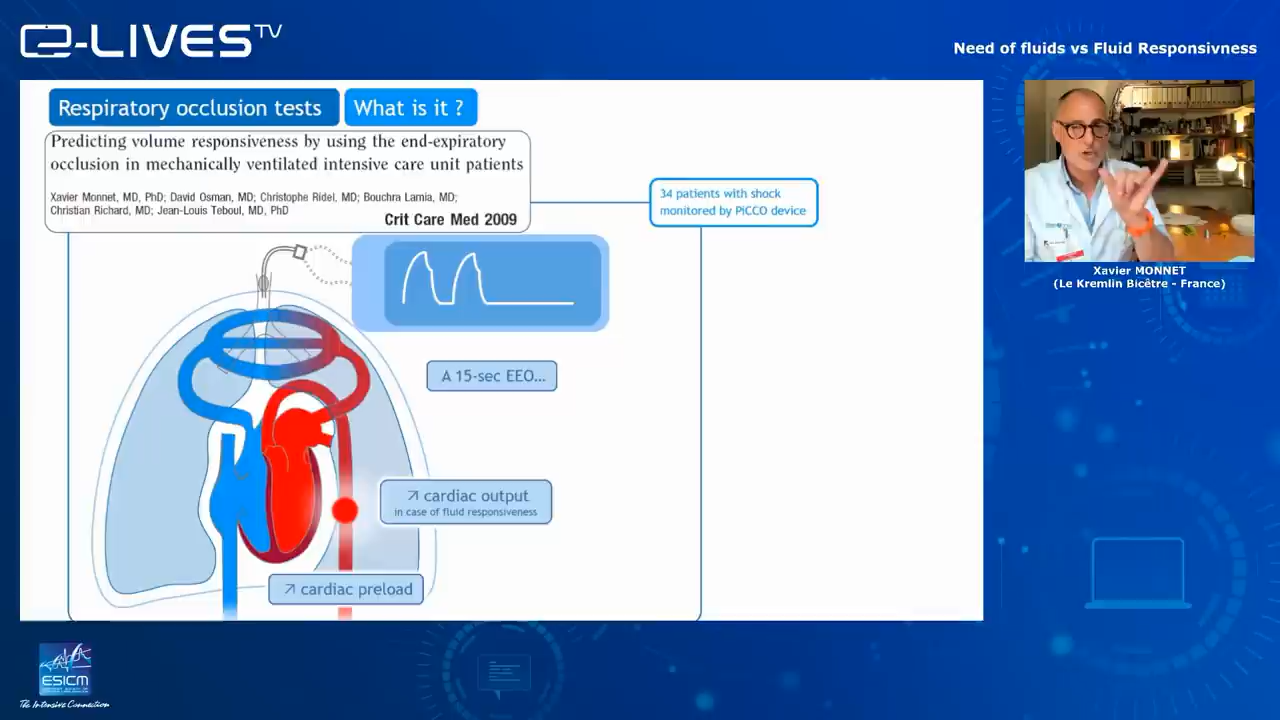 e-LIVES TV
Need of fluids vs Fluid Responsivness
Respiratory occlusion tests
What is it ?
Predicting volume responsiveness by using the end-expiratory
occlusion in mechanically ventilated intensive care unit patients
Xavier Monnet, MD, PhD; David Osman, MD; Christophe Ridel, MD; Bouchra Lamia, MD;
Christian Richard, MD; Jean-Louis Teboul, MD, PhD
Crit Care Med 2009
34 patients with shock
monitored by PiCCO device
A 15-sec EEO...
↗ cardiac output
in case of fluid responsiveness
↗ cardiac preload
Xavier MONNET
(Le Kremlin Bicêtre - France)
ESICM
The Intensive Connection